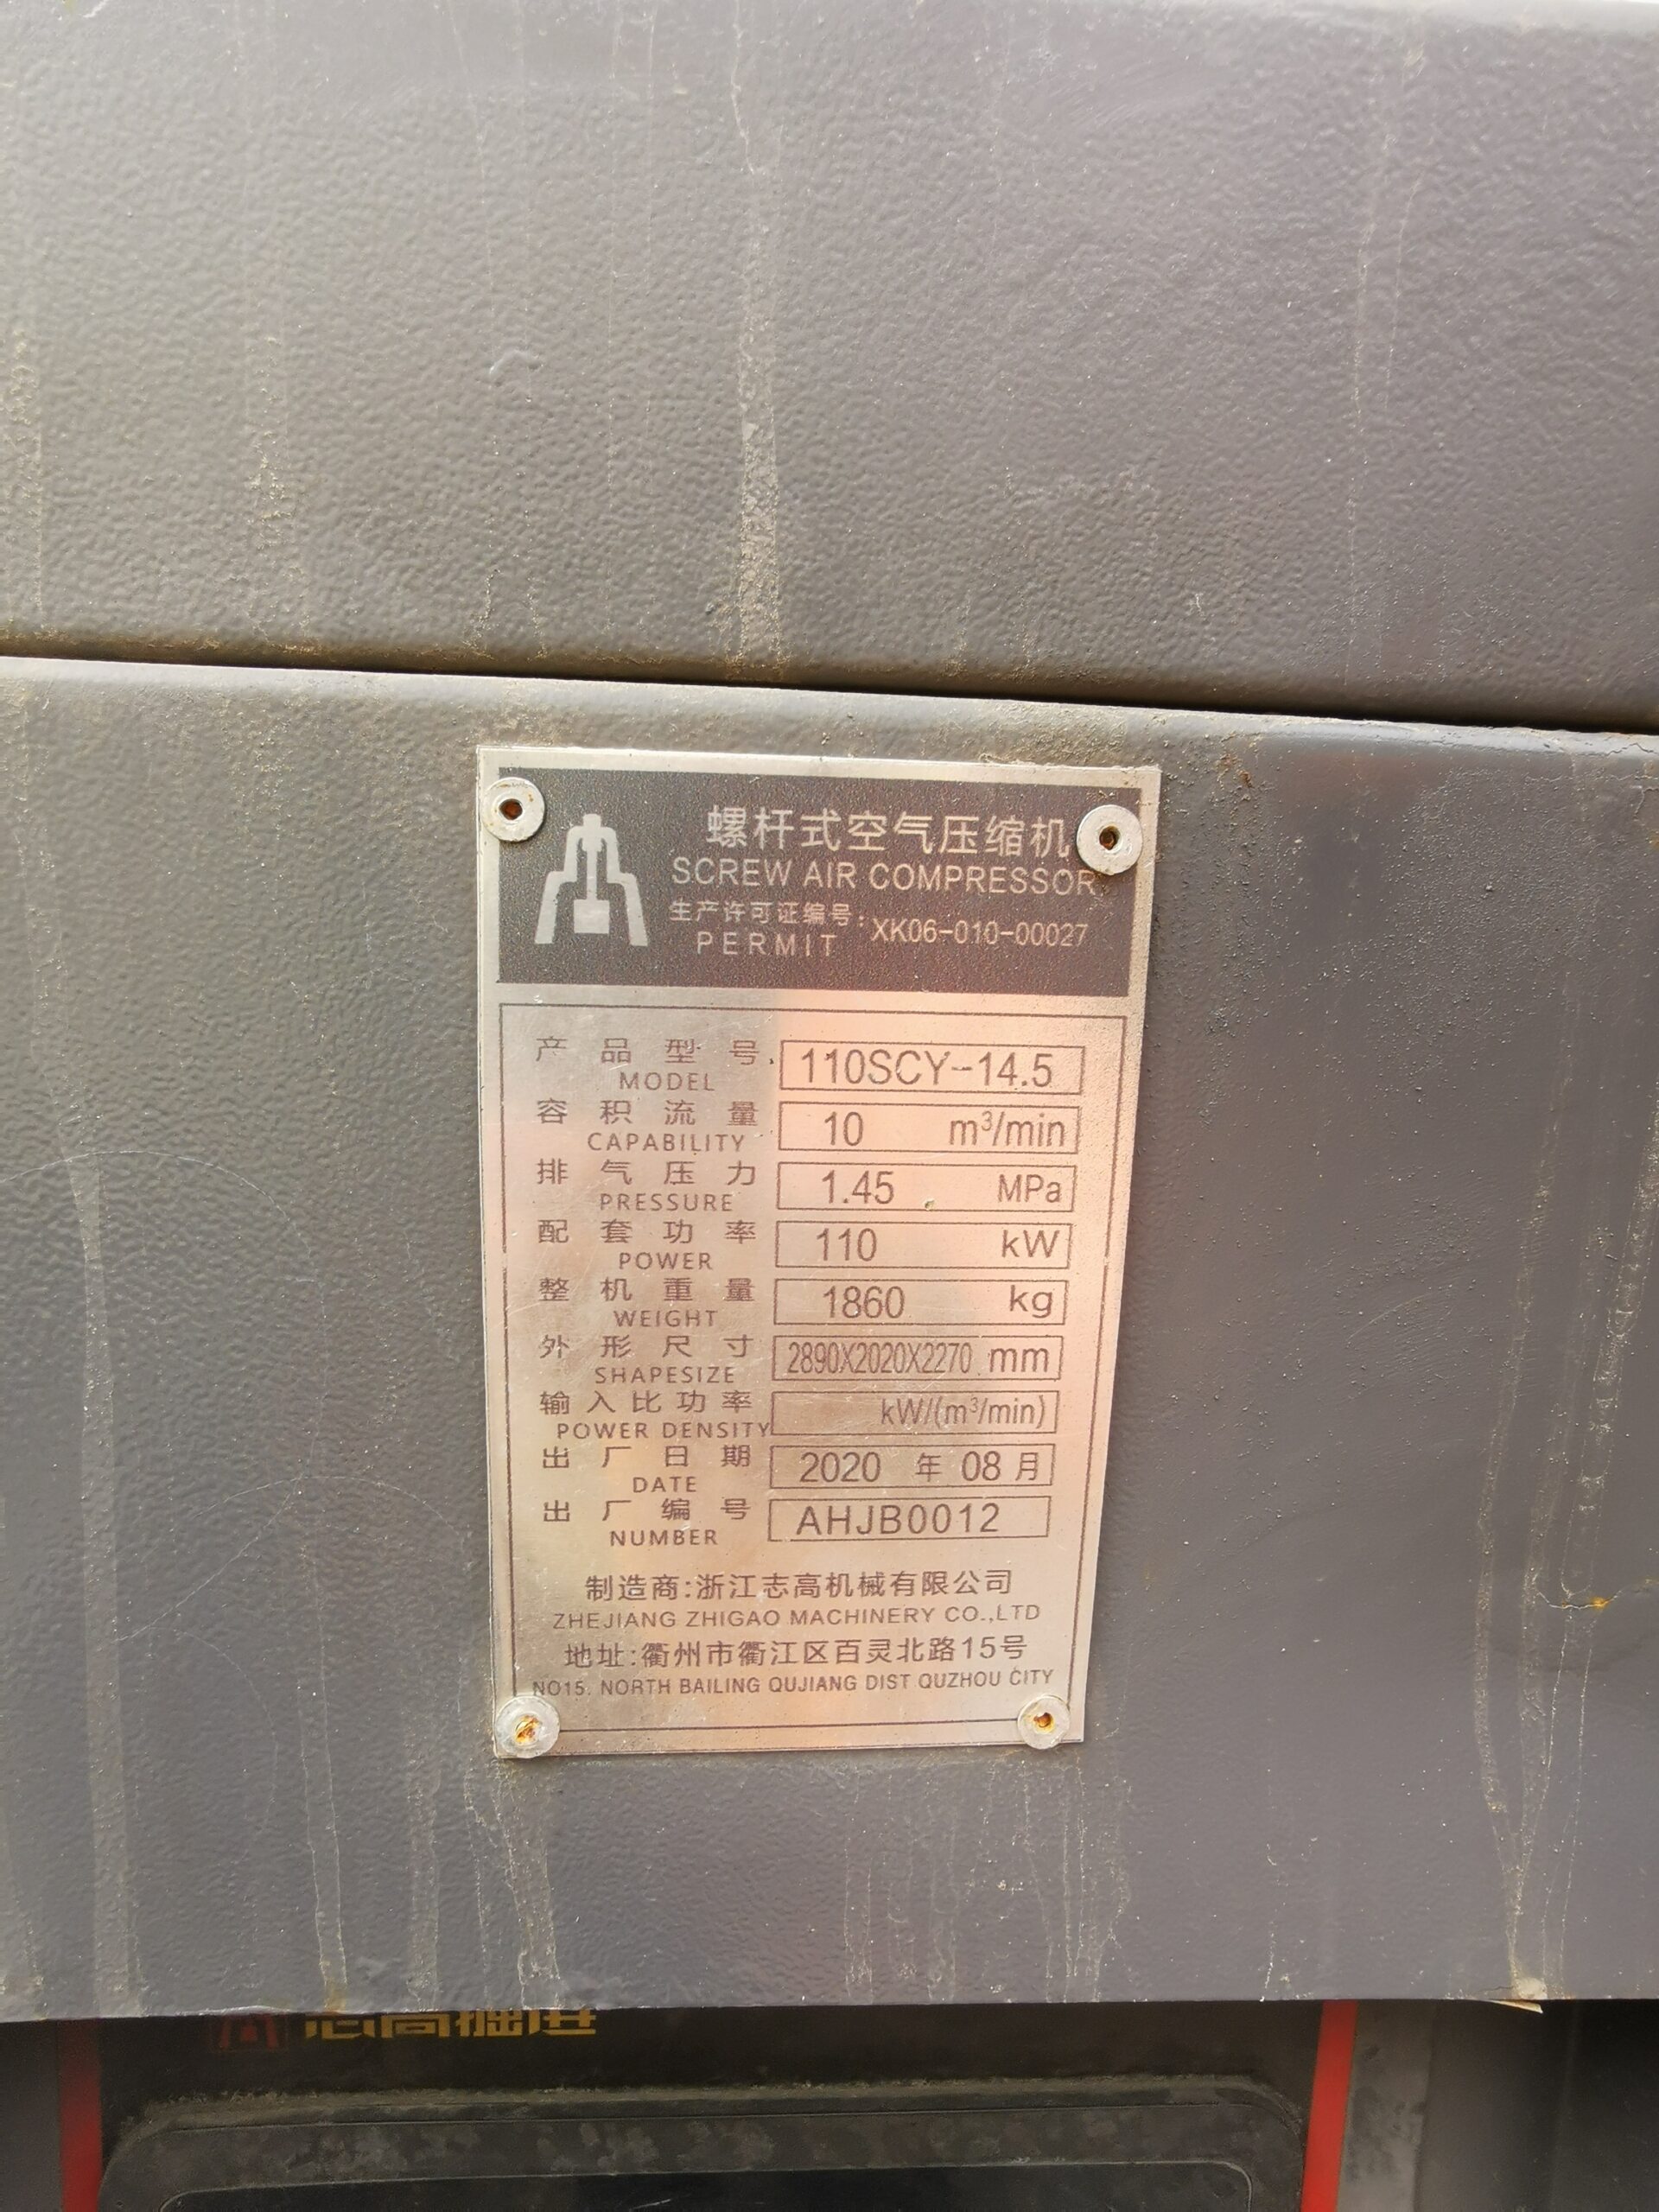 螺杆式空气压缩机
SCREW AIR COMPRESSOR
生产许可证编号: XK06-010-00027
PERMIT
产品型号 110SCY-14.5
MODEL
容积流量 10 m³/min
CAPABILITY
排气压力 1.45 MPa
PRESSURE
配套功率 110 kW
POWER
整机重量 1860 kg
WEIGHT
外形尺寸 2890X2020X2270 mm
SHAPESIZE
输入比功率 kW/(m³/min)
POWER DENSITY
出厂日期 2020 年 08 月
DATE
出厂编号 AHJB0012
NUMBER
制造商:浙江志高机械有限公司
ZHEJIANG ZHIGAO MACHINERY CO.,LTD
地址:衢州市衢江区百灵北路15号
NO15. NORTH BAILING QUJIANG DIST QUZHOU CITY
志高掘进